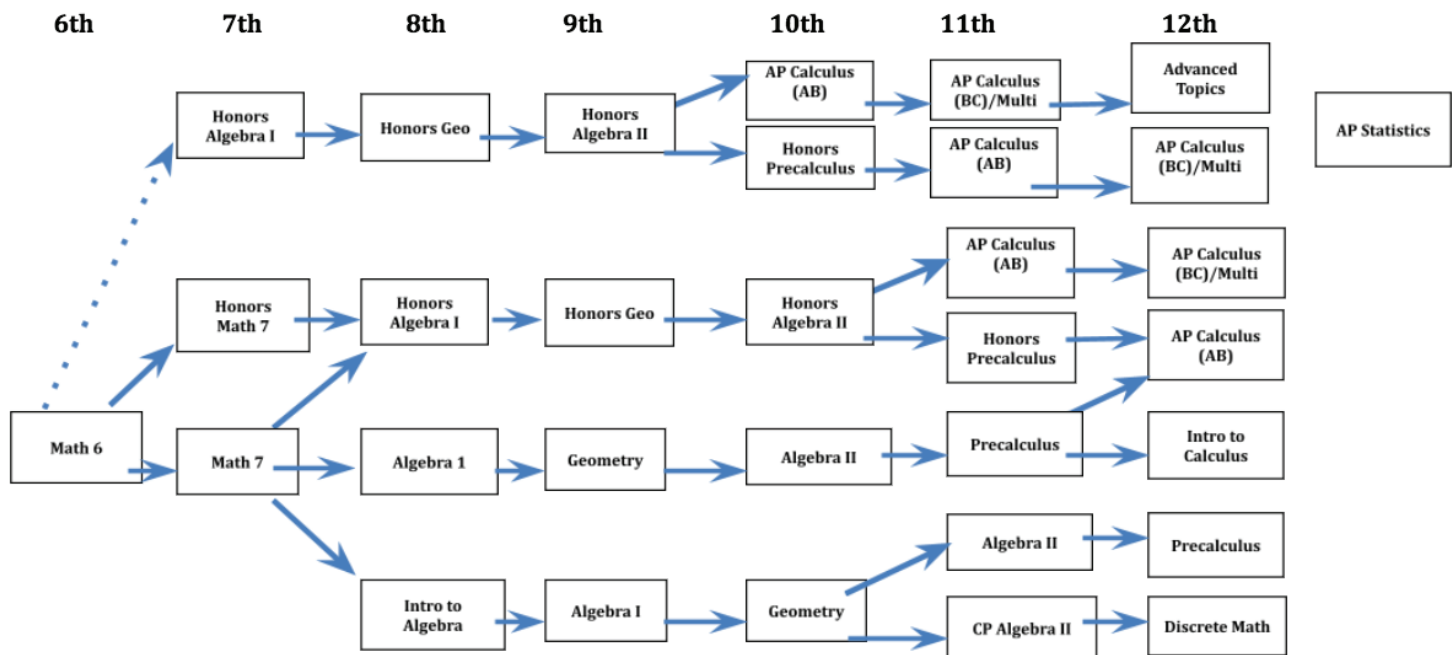 6th 7th 8th 9th 10th 11th 12th
Honors
Algebra I
Honors Geo
Honors
Algebra II
AP Calculus
(AB)
AP Calculus
(BC)/Multi
Advanced
Topics
Honors
Precalculus
AP Calculus
(AB)
AP Calculus
(BC)/Multi
AP Statistics
Honors
Math 7
Honors
Algebra I
Honors Geo
Honors
Algebra II
AP Calculus
(AB)
AP Calculus
(BC)/Multi
Honors
Precalculus
AP Calculus
(AB)
Math 6
Math 7
Algebra 1
Geometry
Algebra II
Precalculus
Intro to
Calculus
Intro to
Algebra
Algebra I
Geometry
Algebra II
Precalculus
CP Algebra II
Discrete Math